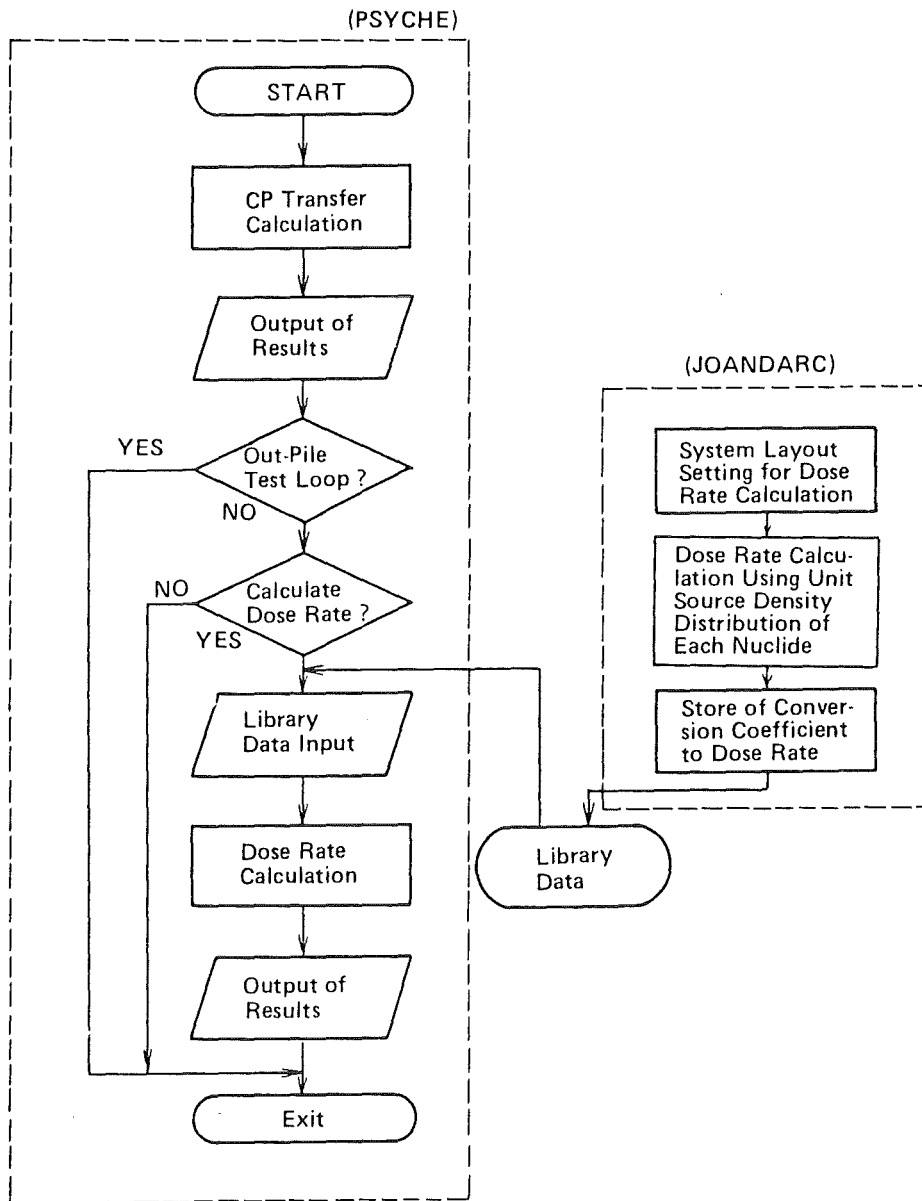 (PSYCHE)
START
CP Transfer
Calculation
Output of
Results
YES
Out-Pile
Test Loop ?
NO
NO
Calculate
Dose Rate ?
YES
Library
Data Input
Dose Rate
Calculation
Output of
Results
Exit
(JOANDARC)
System Layout
Setting for Dose
Rate Calculation
Dose Rate Calcu-
lation Using Unit
Source Density
Distribution of
Each Nuclide
Store of Conver-
sion Coefficient
to Dose Rate
Library
Data